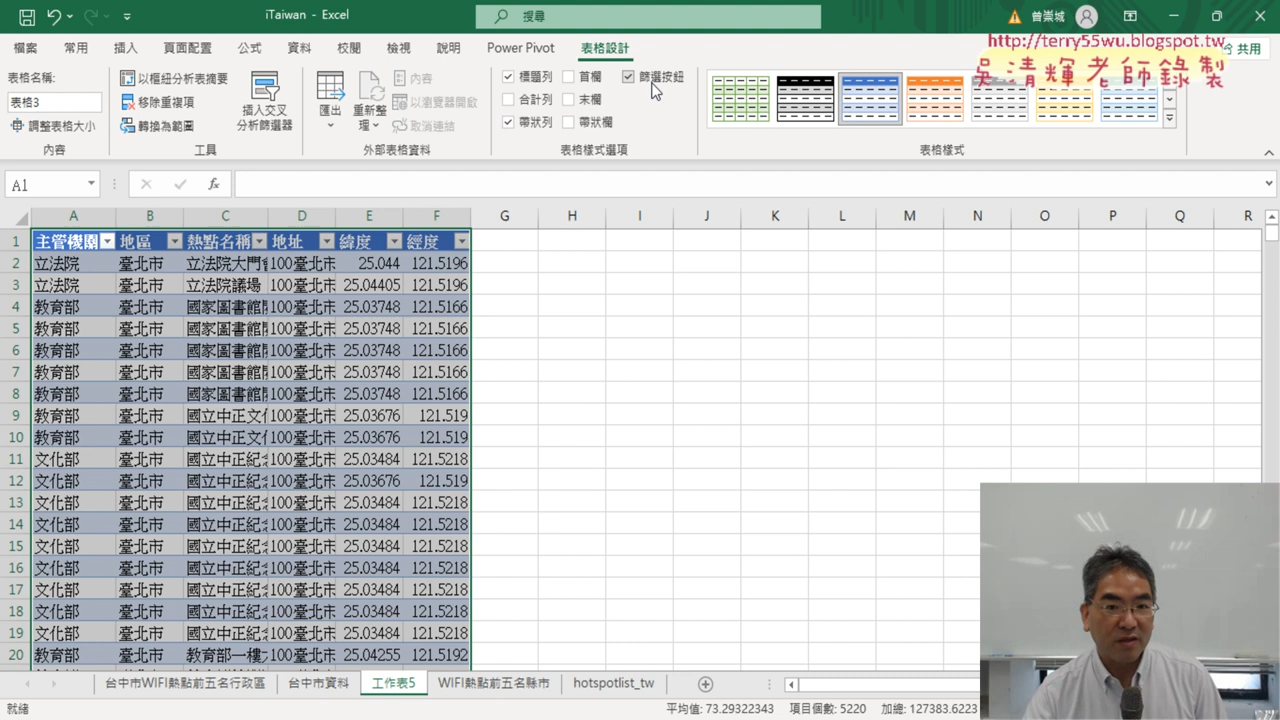 iTaiwan - Excel
搜尋
曾崇城
檔案 常用 插入 頁面配置 公式 資料 校閱 檢視 說明 Power Pivot 表格設計 共用
http://terry55wu.blogspot.tw
吳清輝老師錄製
表格名稱:
表格3
調整表格大小
內容
以樞紐分析表摘要
移除重複項
轉換為範圍
插入交叉分析篩選器
工具
匯出
重新整理
內容
以瀏覽器開啟
取消連結
外部表格資料
標題列 首欄 篩選按鈕
合計列 末欄
帶狀列 帶狀欄
表格樣式選項
表格樣式
A1
fx
A B C D E F G H I J K L M N O P Q R
1 主管機關 地區 熱點名稱 地址 緯度 經度
2 立法院 臺北市 立法院大門 100臺北市 25.044 121.5196
3 立法院 臺北市 立法院議場 100臺北市 25.04405 121.5196
4 教育部 臺北市 國家圖書館 100臺北市 25.03748 121.5166
5 教育部 臺北市 國家圖書館 100臺北市 25.03748 121.5166
6 教育部 臺北市 國家圖書館 100臺北市 25.03748 121.5166
7 教育部 臺北市 國家圖書館 100臺北市 25.03748 121.5166
8 教育部 臺北市 國家圖書館 100臺北市 25.03748 121.5166
9 教育部 臺北市 國立中正文 100臺北市 25.03676 121.519
10 教育部 臺北市 國立中正文 100臺北市 25.03676 121.519
11 文化部 臺北市 國立中正紀 100臺北市 25.03484 121.5218
12 文化部 臺北市 國立中正紀 100臺北市 25.03676 121.519
13 文化部 臺北市 國立中正紀 100臺北市 25.03484 121.5218
14 文化部 臺北市 國立中正紀 100臺北市 25.03484 121.5218
15 文化部 臺北市 國立中正紀 100臺北市 25.03484 121.5218
16 文化部 臺北市 國立中正紀 100臺北市 25.03484 121.5218
17 文化部 臺北市 國立中正紀 100臺北市 25.03484 121.5218
18 文化部 臺北市 國立中正紀 100臺北市 25.03484 121.5218
19 文化部 臺北市 國立中正紀 100臺北市 25.03484 121.5218
20 教育部 臺北市 教育部一樓 100臺北市 25.04255 121.5192
台中市WIFI熱點前五名行政區 台中市資料 工作表5 WIFI熱點前五名縣市 hotspotlist_tw
就緒 平均值: 73.29322343 項目個數: 5220 加總: 127383.6223